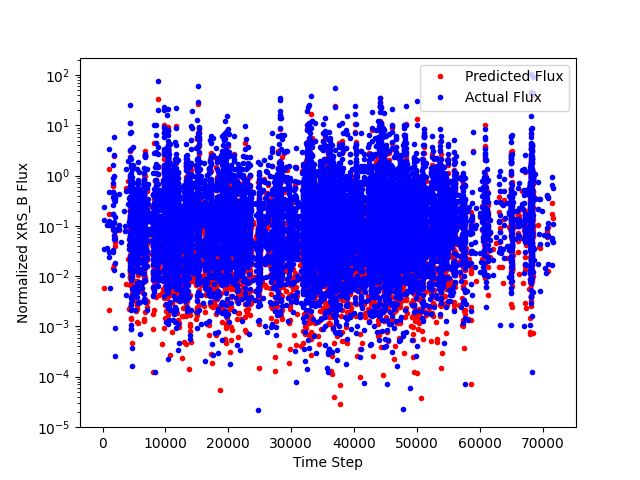 Predicted Flux
Actual Flux
Normalized XRS_B Flux
10²
10¹
10⁰
10⁻¹
10⁻²
10⁻³
10⁻⁴
10⁻⁵
0 10000 20000 30000 40000 50000 60000 70000
Time Step